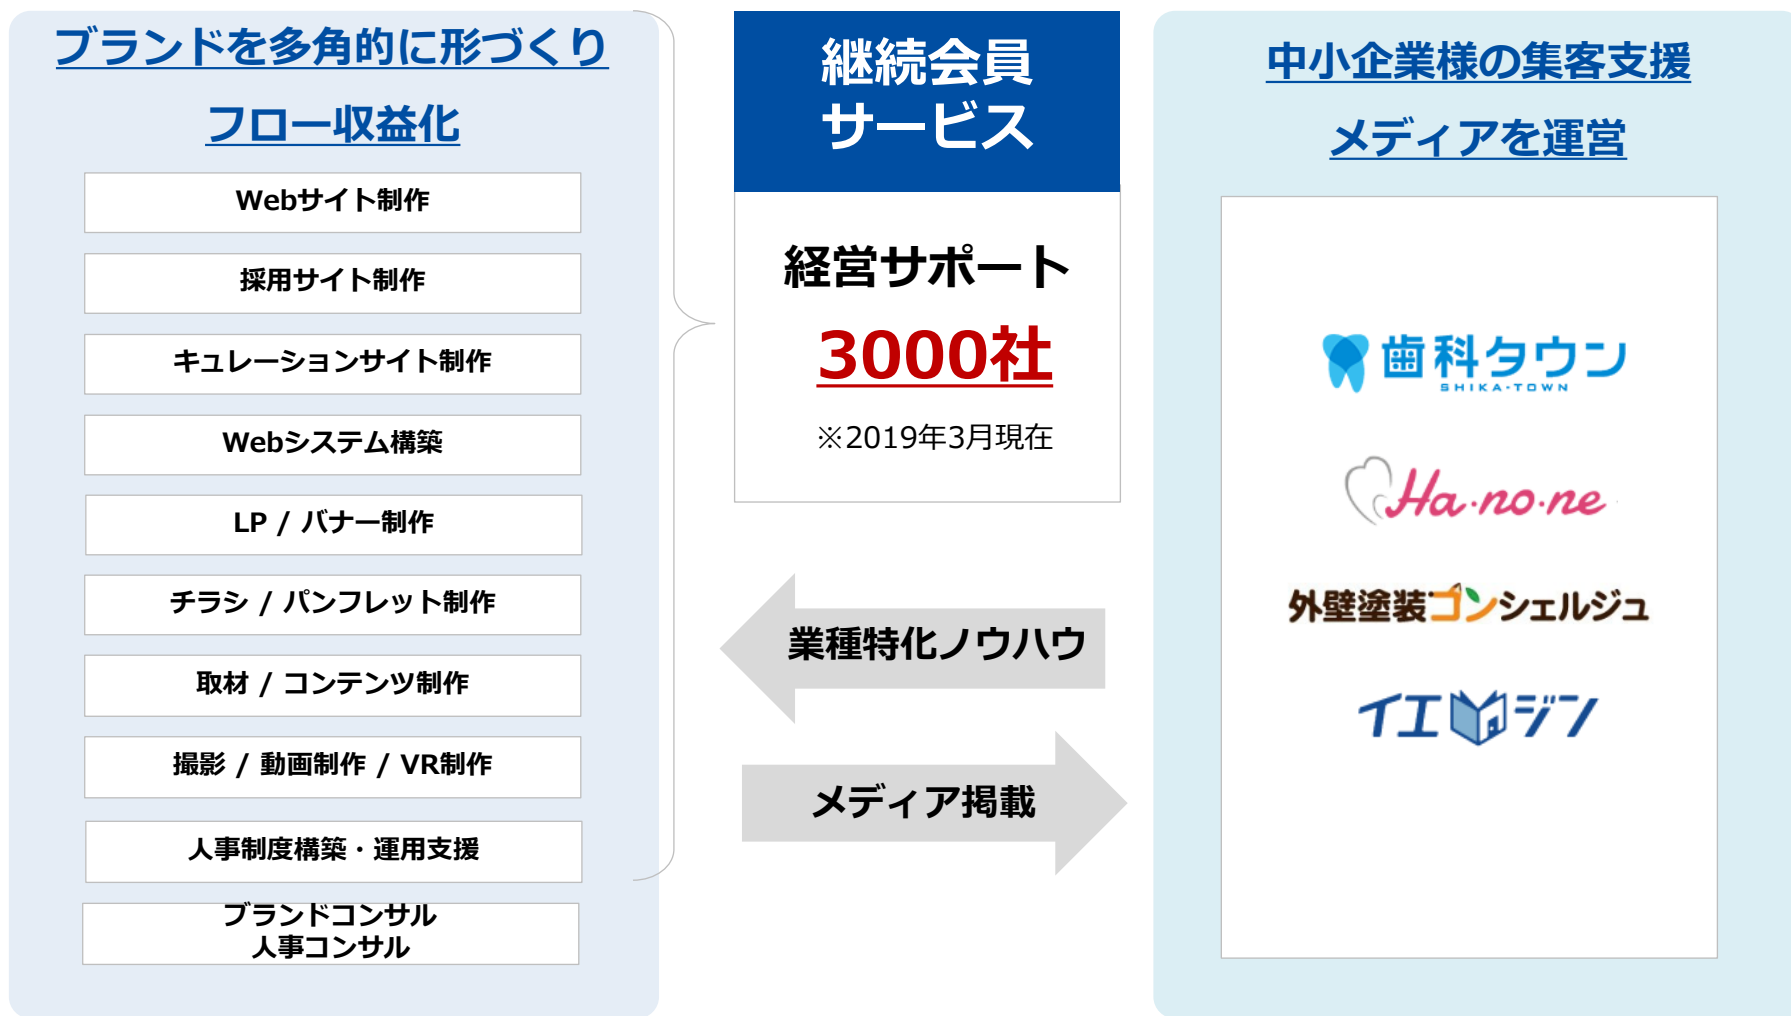 ブランドを多角的に形づくり
フロー収益化
Webサイト制作
採用サイト制作
キュレーションサイト制作
Webシステム構築
LP / バナー制作
チラシ / パンフレット制作
取材 / コンテンツ制作
撮影 / 動画制作 / VR制作
人事制度構築・運用支援
ブランドコンサル
人事コンサル
継続会員
サービス
経営サポート
3000社
※2019年3月現在
業種特化ノウハウ
メディア掲載
中小企業様の集客支援
メディアを運営
歯科タウン
SHIKA-TOWN
Ha・no・ne
外壁塗装コンシェルジュ
イエジン